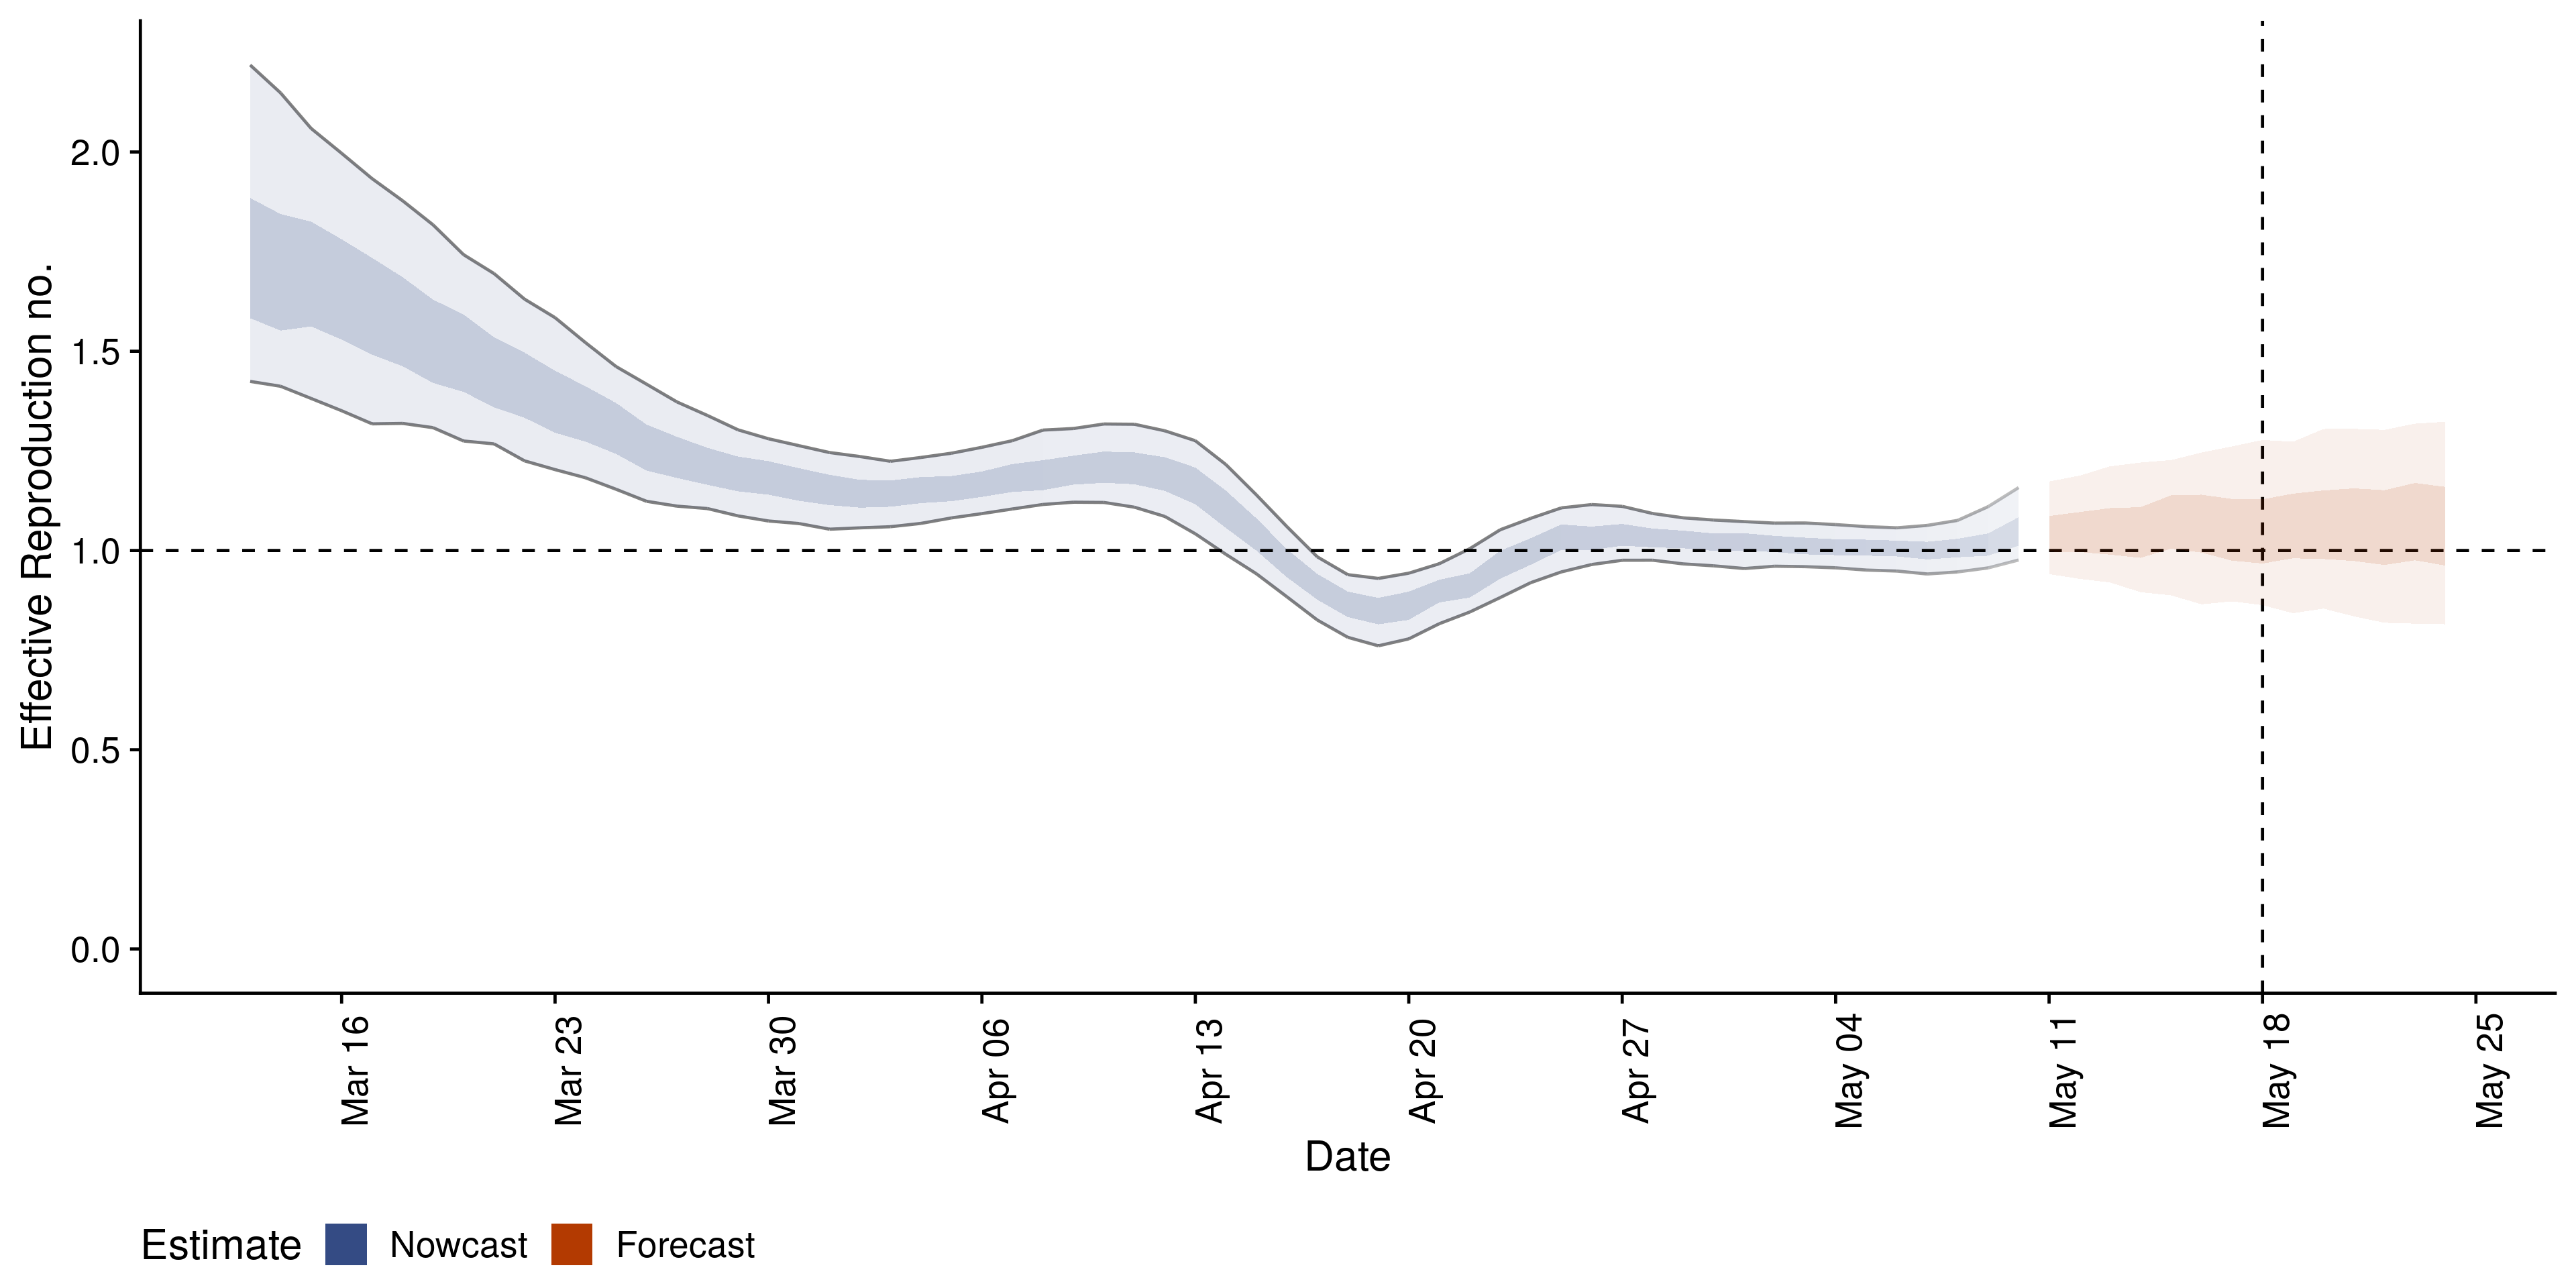 Effective Reproduction no.
2.0
1.5
1.0
0.5
0.0
Mar 16
Mar 23
Mar 30
Apr 06
Apr 13
Apr 20
Apr 27
May 04
May 11
May 18
May 25
Date
Estimate Nowcast Forecast